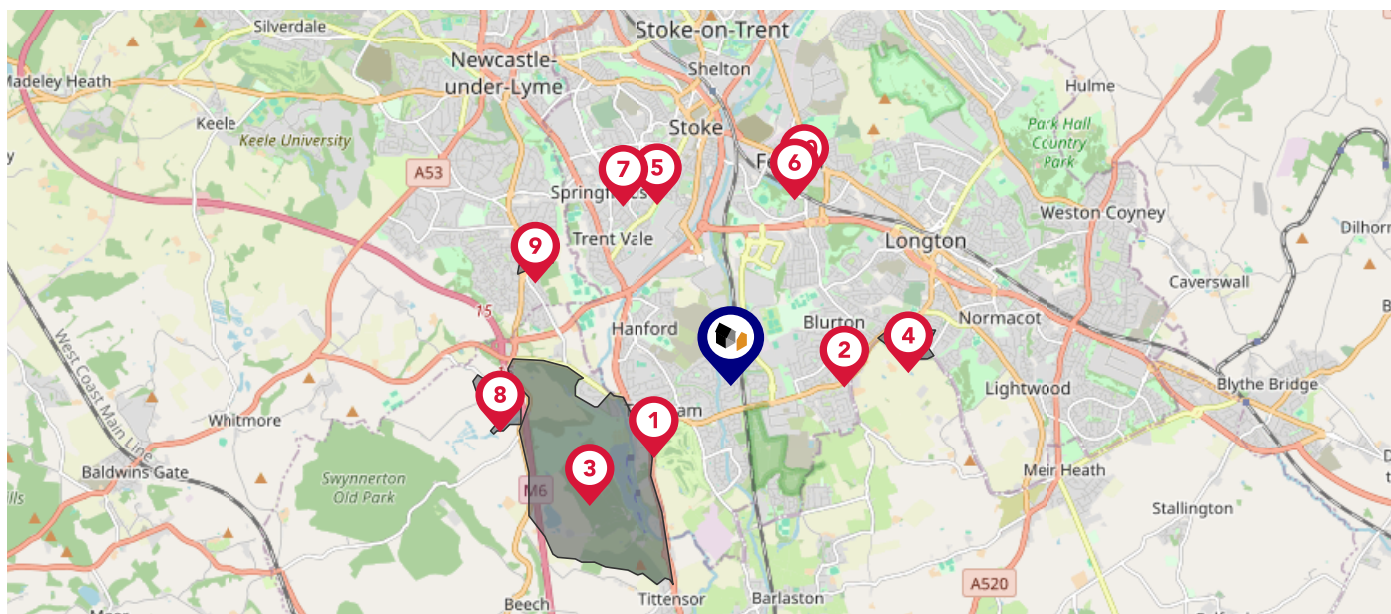 Silverdale
Stoke-on-Trent
Newcastle-
under-Lyme
Shelton
Madeley Heath
Hulme
Keele
Stoke
Keele University
Park Hall
Country
Park
A53
7
5
6
Weston Coyney
Trent Vale
Longton
Dilhorn
9
Caverswall
15
Hanford
Blurton
Normacot
West Coast Main Line
2
4
Lightwood
Blythe Bridge
8
Whitmore
1
Baldwins Gate
3
Meir Heath
Swynnerton
Old Park
M6
Stallington
A520
Beech
Tittensor
Barlaston